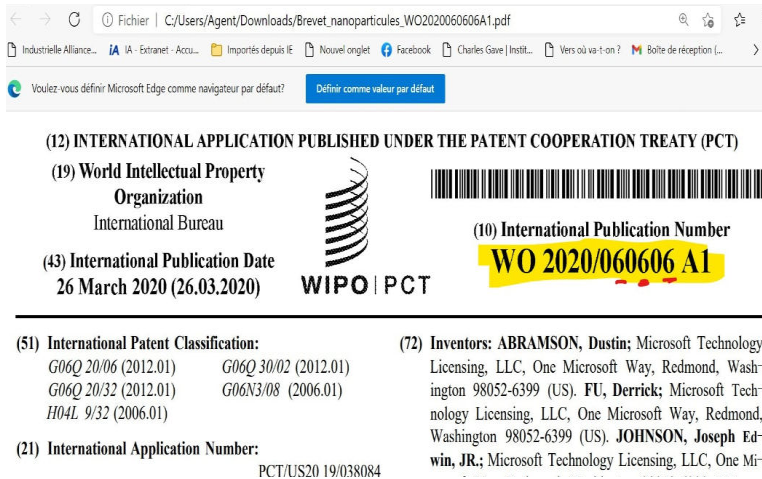 Fichier | C:/Users/Agent/Downloads/Brevet_nanoparticules_WO2020060606A1.pdf
Industrielle Alliance... iA IA - Extranet - Accu... Importés depuis IE Nouvel onglet Facebook Charles Gave | Instit... Vers où va-t-on ? Boîte de réception (...
Voulez-vous définir Microsoft Edge comme navigateur par défaut? Définir comme valeur par défaut
(12) INTERNATIONAL APPLICATION PUBLISHED UNDER THE PATENT COOPERATION TREATY (PCT)
(19) World Intellectual Property
Organization
International Bureau
(43) International Publication Date
26 March 2020 (26.03.2020)
WIPO | PCT
(10) International Publication Number
WO 2020/060606 A1
(51) International Patent Classification:
G06Q 20/06 (2012.01) G06Q 30/02 (2012.01)
G06Q 20/32 (2012.01) G06N3/08 (2006.01)
H04L 9/32 (2006.01)
(21) International Application Number:
PCT/US20 19/038084
(72) Inventors: ABRAMSON, Dustin; Microsoft Technology
Licensing, LLC, One Microsoft Way, Redmond, Wash-
ington 98052-6399 (US). FU, Derrick; Microsoft Tech-
nology Licensing, LLC, One Microsoft Way, Redmond,
Washington 98052-6399 (US). JOHNSON, Joseph Ed-
win, JR.; Microsoft Technology Licensing, LLC, One Mi-